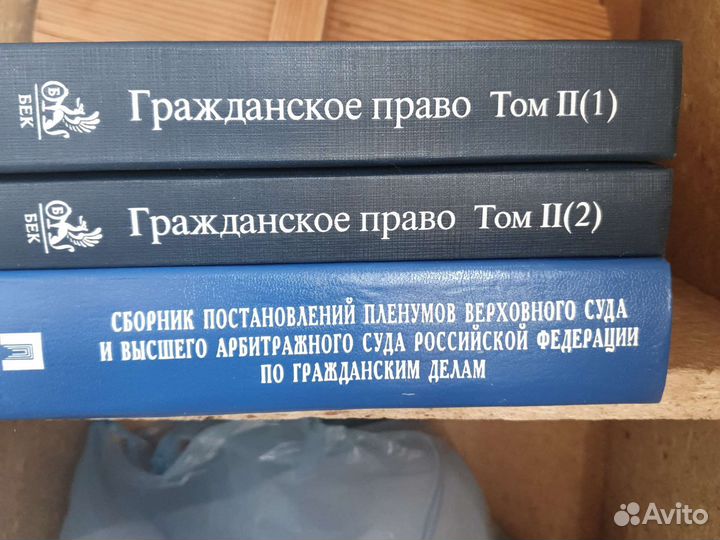 БЕК
Гражданское право Том II(1)
БЕК
Гражданское право Том II(2)
СБОРНИК ПОСТАНОВЛЕНИЙ ПЛЕНУМОВ ВЕРХОВНОГО СУДА
И ВЫСШЕГО АРБИТРАЖНОГО СУДА РОССИЙСКОЙ ФЕДЕРАЦИИ
ПО ГРАЖДАНСКИМ ДЕЛАМ
Avito